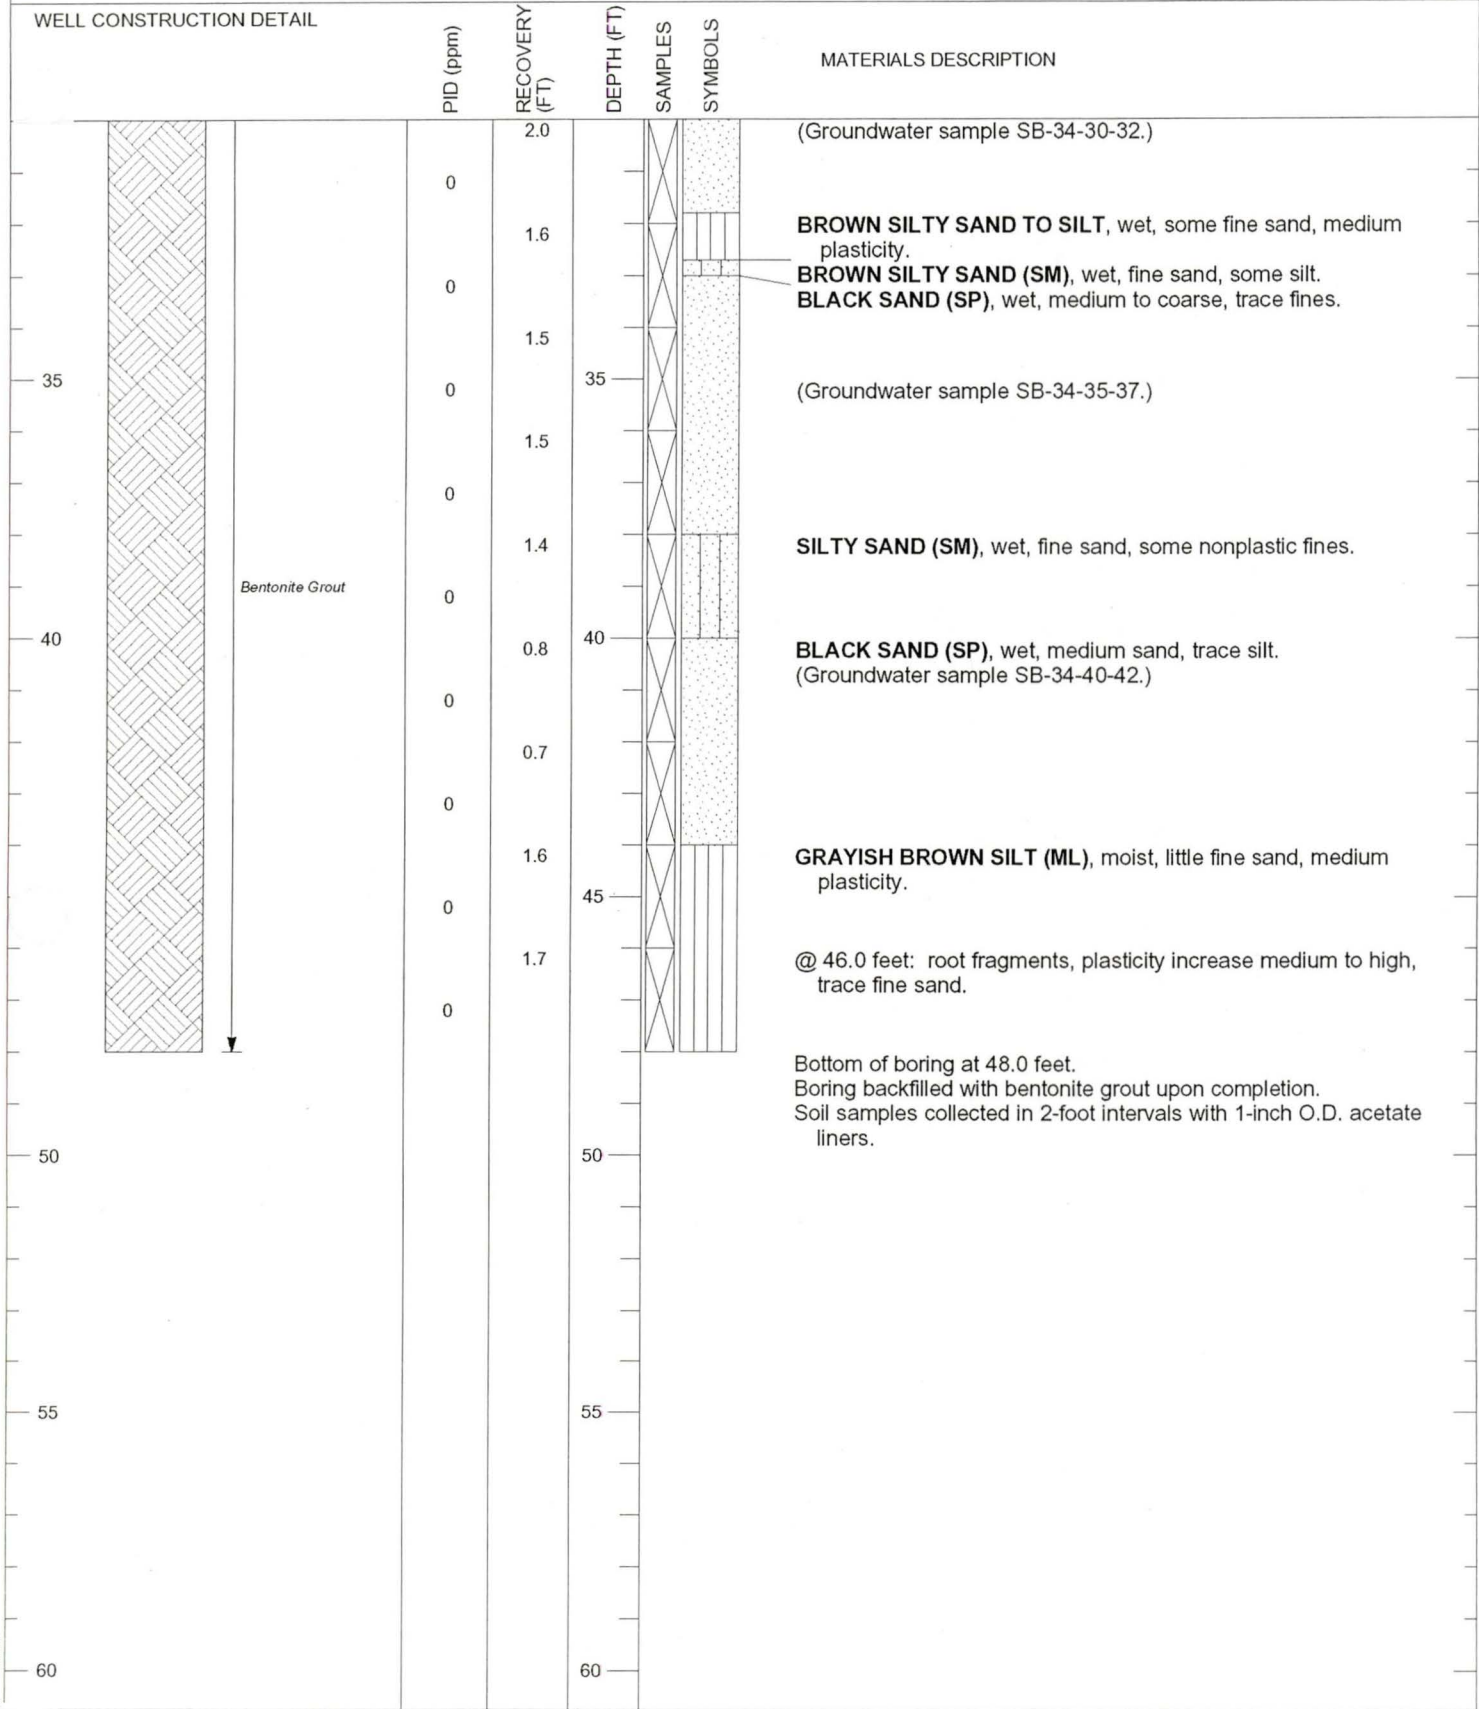 WELL CONSTRUCTION DETAIL
PID (ppm)
RECOVERY
(FT)
DEPTH (FT)
SAMPLES
SYMBOLS
MATERIALS DESCRIPTION
2.0
(Groundwater sample SB-34-30-32.)
0
1.6
BROWN SILTY SAND TO SILT, wet, some fine sand, medium
plasticity.
BROWN SILTY SAND (SM), wet, fine sand, some silt.
0
BLACK SAND (SP), wet, medium to coarse, trace fines.
1.5
35
0
35
(Groundwater sample SB-34-35-37.)
1.5
0
1.4
SILTY SAND (SM), wet, fine sand, some nonplastic fines.
Bentonite Grout
0
40
0.8
40
BLACK SAND (SP), wet, medium sand, trace silt.
(Groundwater sample SB-34-40-42.)
0
0.7
0
1.6
GRAYISH BROWN SILT (ML), moist, little fine sand, medium
plasticity.
45
0
1.7
@ 46.0 feet: root fragments, plasticity increase medium to high,
trace fine sand.
0
Bottom of boring at 48.0 feet.
Boring backfilled with bentonite grout upon completion.
Soil samples collected in 2-foot intervals with 1-inch O.D. acetate
liners.
50
50
55
55
60
60